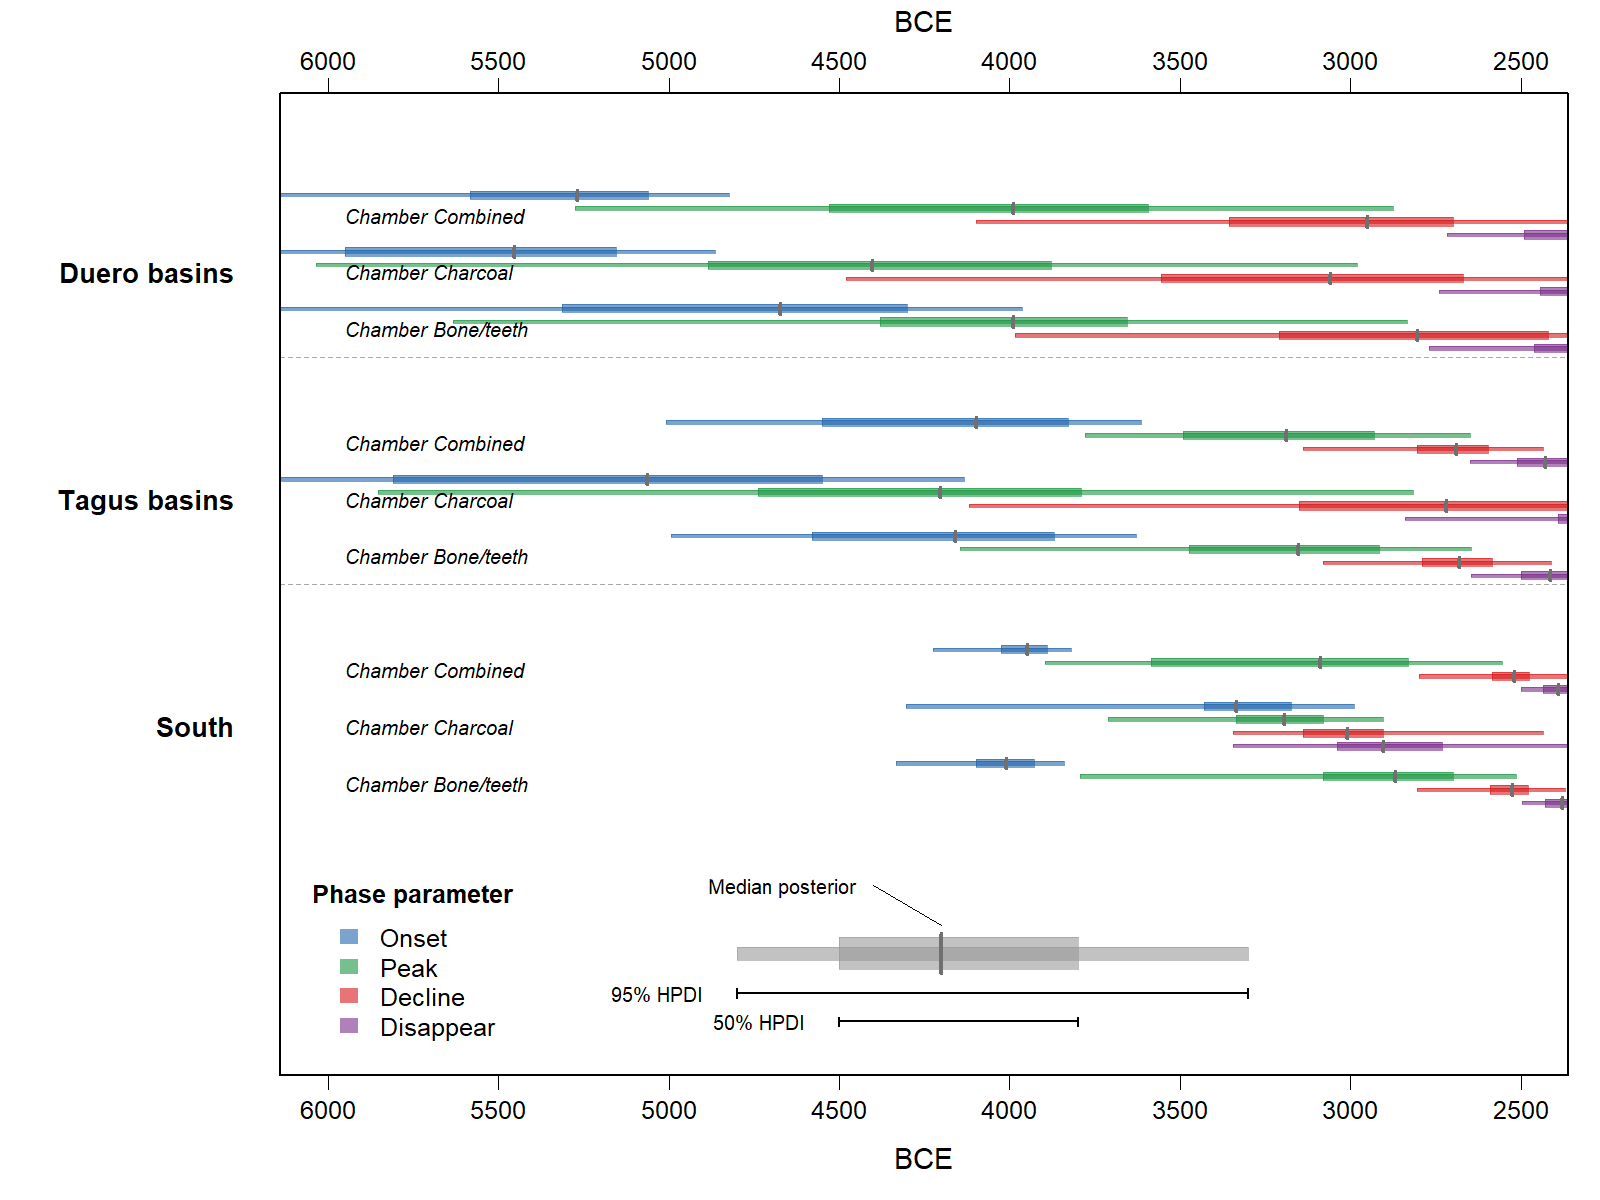 BCE
6000 5500 5000 4500 4000 3500 3000 2500
Chamber Combined
Duero basins
Chamber Charcoal
Chamber Bone/teeth
Chamber Combined
Tagus basins
Chamber Charcoal
Chamber Bone/teeth
Chamber Combined
South
Chamber Charcoal
Chamber Bone/teeth
Phase parameter
Onset
Peak
Decline
Disappear
Median posterior
95% HPDI
50% HPDI
6000 5500 5000 4500 4000 3500 3000 2500
BCE